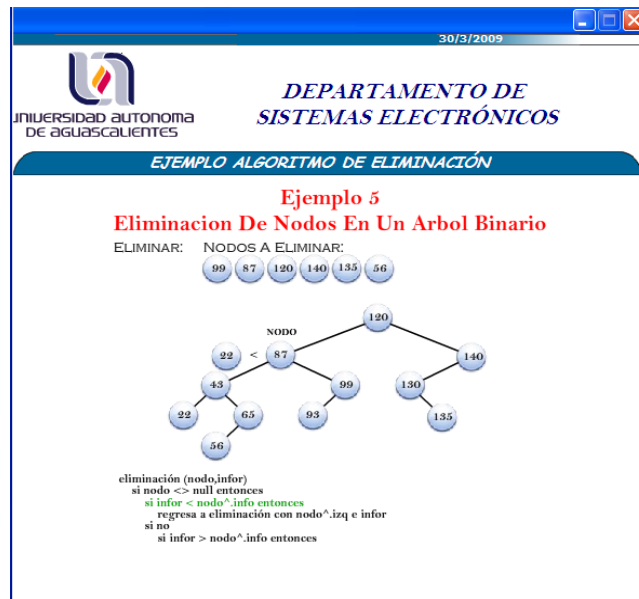 30/3/2009
UNIVERSIDAD AUTONOMA
DE AGUASCALIENTES
DEPARTAMENTO DE
SISTEMAS ELECTRÓNICOS
EJEMPLO ALGORITMO DE ELIMINACIÓN
Ejemplo 5
Eliminacion De Nodos En Un Arbol Binario
ELIMINAR: NODOS A ELIMINAR:
99 87 120 140 135 56
120
NODO
22 < 87 140
43 99 130
22 65 93 135
56
eliminación (nodo,infor)
si nodo <> null entonces
si infor < nodo^.info entonces
regresa a eliminación con nodo^.izq e infor
si no
si infor > nodo^.info entonces